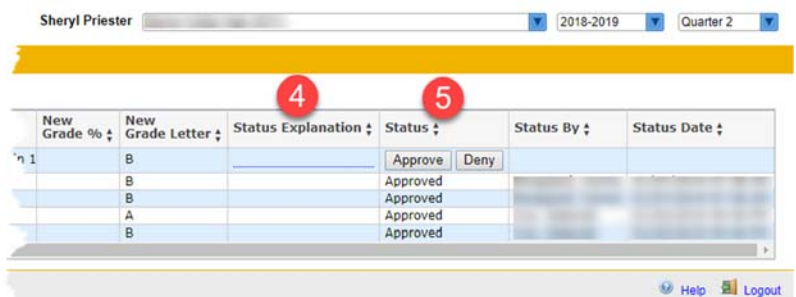 Sheryl Priester 2018-2019 Quarter 2
4 5
New Grade % New Grade Letter Status Explanation Status Status By Status Date
1 B Approve Deny
B Approved
B Approved
A Approved
B Approved
Help Logout